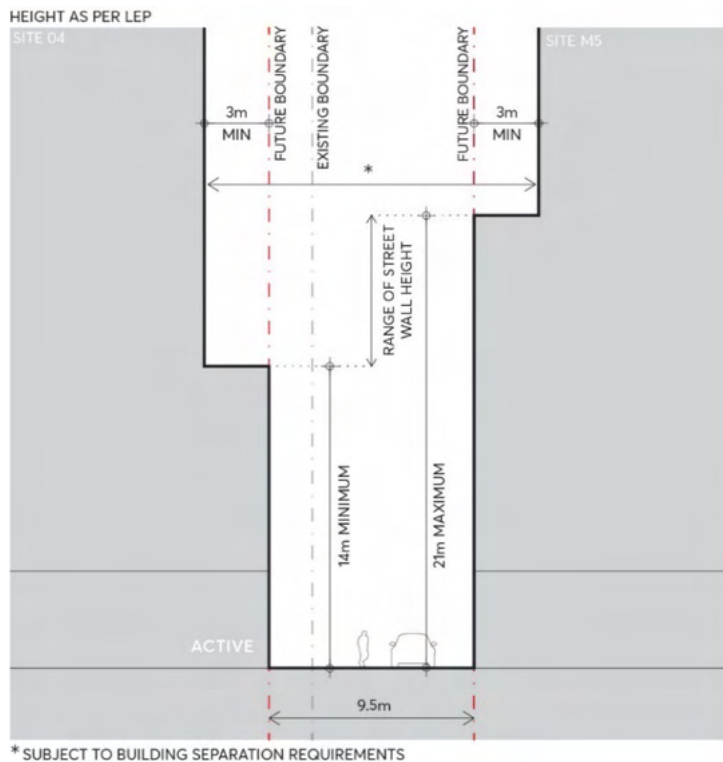 HEIGHT AS PER LEP
SITE 04
SITE M5
FUTURE BOUNDARY
EXISTING BOUNDARY
FUTURE BOUNDARY
3m
MIN
3m
MIN
*
RANGE OF STREET
WALL HEIGHT
14m MINIMUM
21m MAXIMUM
ACTIVE
9.5m
* SUBJECT TO BUILDING SEPARATION REQUIREMENTS